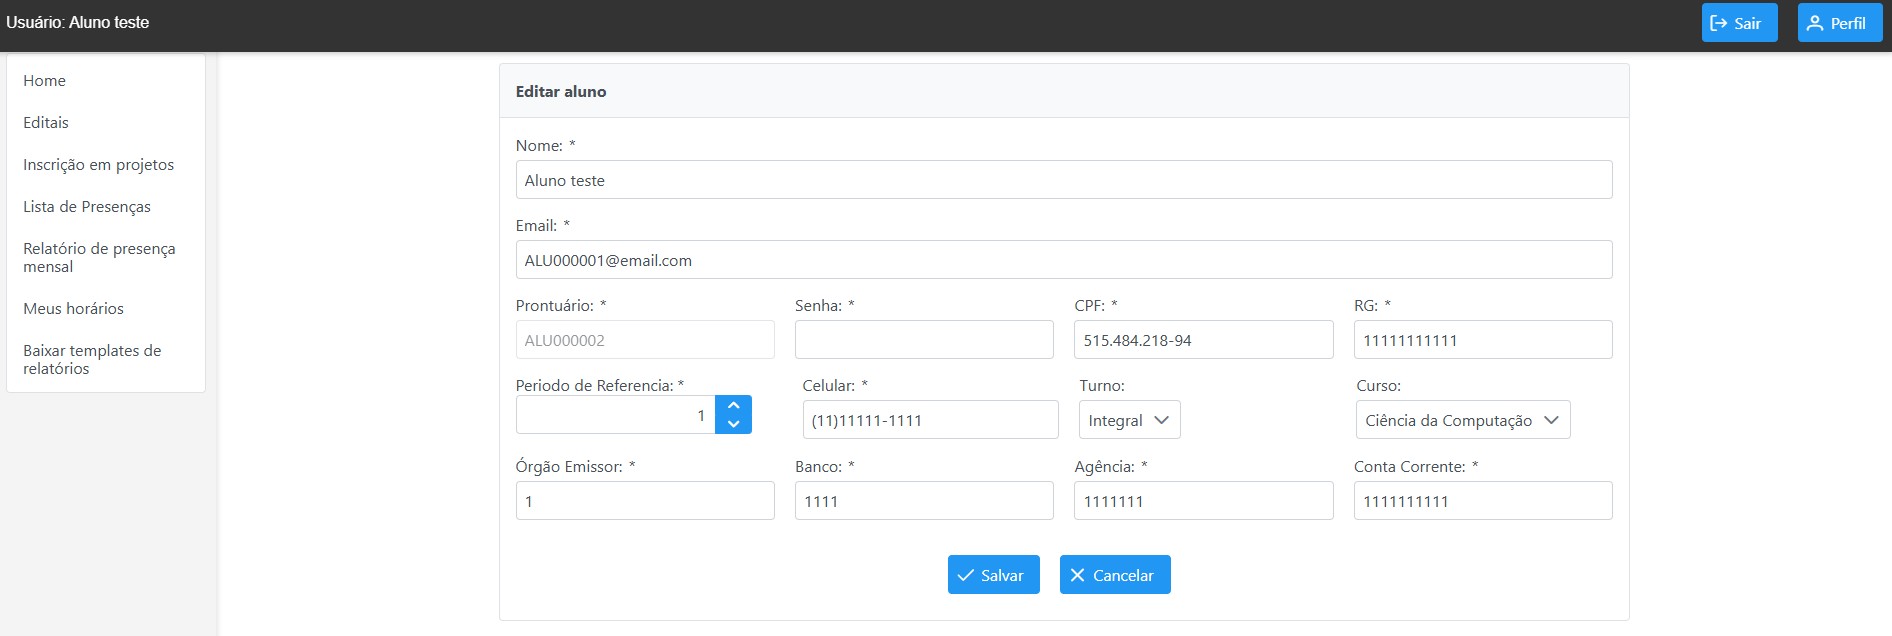 Usuário: Aluno teste
Sair
Perfil
Home
Editais
Inscrição em projetos
Lista de Presenças
Relatório de presença
mensal
Meus horários
Baixar templates de
relatórios
Editar aluno
Nome: *
Aluno teste
Email: *
ALU000001@email.com
Prontuário: * Senha: * CPF: * RG: *
ALU000002 515.484.218-94 11111111111
Periodo de Referencia: * Celular: * Turno: Curso:
1 (11)11111-1111 Integral Ciência da Computação
Órgão Emissor: * Banco: * Agência: * Conta Corrente: *
1 1111 1111111 1111111111
Salvar Cancelar